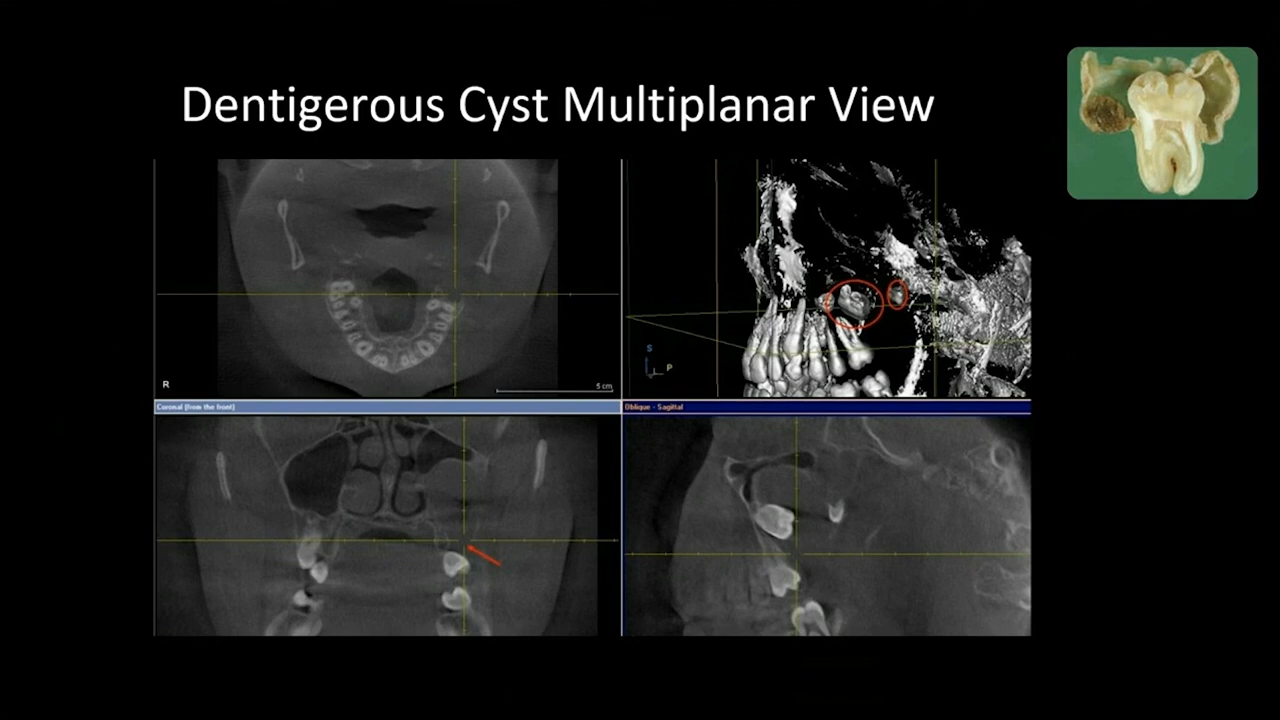 Dentigerous Cyst Multiplanar View
R
5 cm
S
P
Coronal (from the front)
Oblique - Sagittal